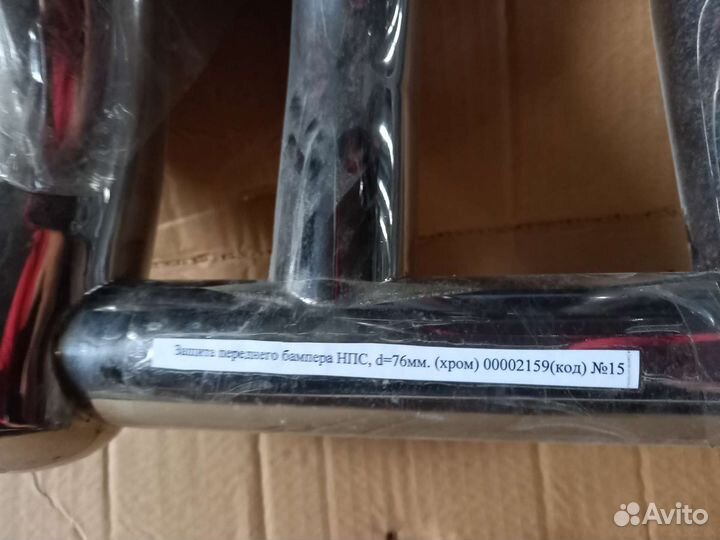 Защита переднего бампера НПС, d=76мм. (хром) 00002159(код) №15
Avito